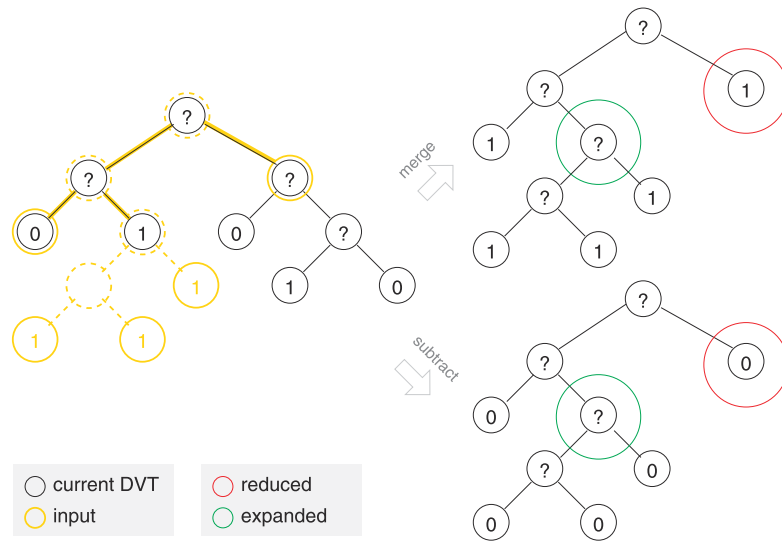 ?
? ?
0 1 0 ?
1 1 0
1 1
merge
?
? 1
1 ?
? 1
1 1
subtract
?
? 0
0 ?
? 0
0 0
current DVT
input
reduced
expanded